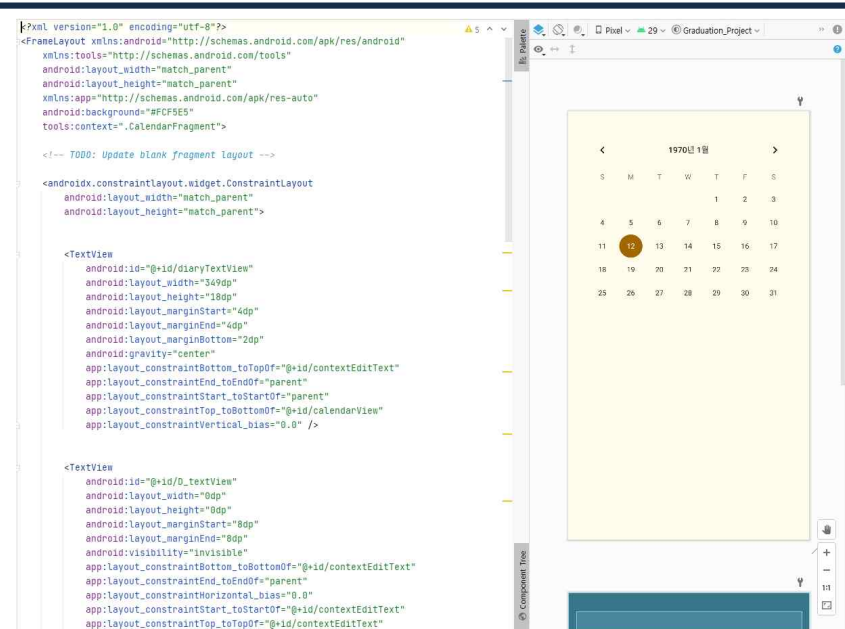 <?xml version="1.0" encoding="utf-8"?>
<FrameLayout xmlns:android="http://schemas.android.com/apk/res/android"
xmlns:tools="http://schemas.android.com/tools"
android:layout_width="match_parent"
android:layout_height="match_parent"
xmlns:app="http://schemas.android.com/apk/res-auto"
android:background="#FCF5E5"
tools:context=".CalendarFragment">
<!-- TODO: Update blank fragment layout -->
<androidx.constraintlayout.widget.ConstraintLayout
android:layout_width="match_parent"
android:layout_height="match_parent">
<TextView
android:id="@+id/diaryTextView"
android:layout_width="349dp"
android:layout_height="18dp"
android:layout_marginStart="4dp"
android:layout_marginEnd="4dp"
android:layout_marginBottom="2dp"
android:gravity="center"
app:layout_constraintBottom_toTopOf="@+id/contextEditText"
app:layout_constraintEnd_toEndOf="parent"
app:layout_constraintStart_toStartOf="parent"
app:layout_constraintTop_toBottomOf="@+id/calendarView"
app:layout_constraintVertical_bias="0.0" />
<TextView
android:id="@+id/D_textView"
android:layout_width="0dp"
android:layout_height="0dp"
android:layout_marginStart="8dp"
android:layout_marginEnd="8dp"
android:visibility="invisible"
app:layout_constraintBottom_toBottomOf="@+id/contextEditText"
app:layout_constraintEnd_toEndOf="parent"
app:layout_constraintHorizontal_bias="0.0"
app:layout_constraintStart_toStartOf="@+id/contextEditText"
app:layout_constraintTop_toTopOf="@+id/contextEditText"
5
Palette
Component Tree
Pixel 29 Graduation_Project
1970년 1월
S M T W T F S
1 2 3
4 5 6 7 8 9 10
11 12 13 14 15 16 17
18 19 20 21 22 23 24
25 26 27 28 29 30 31
1:1